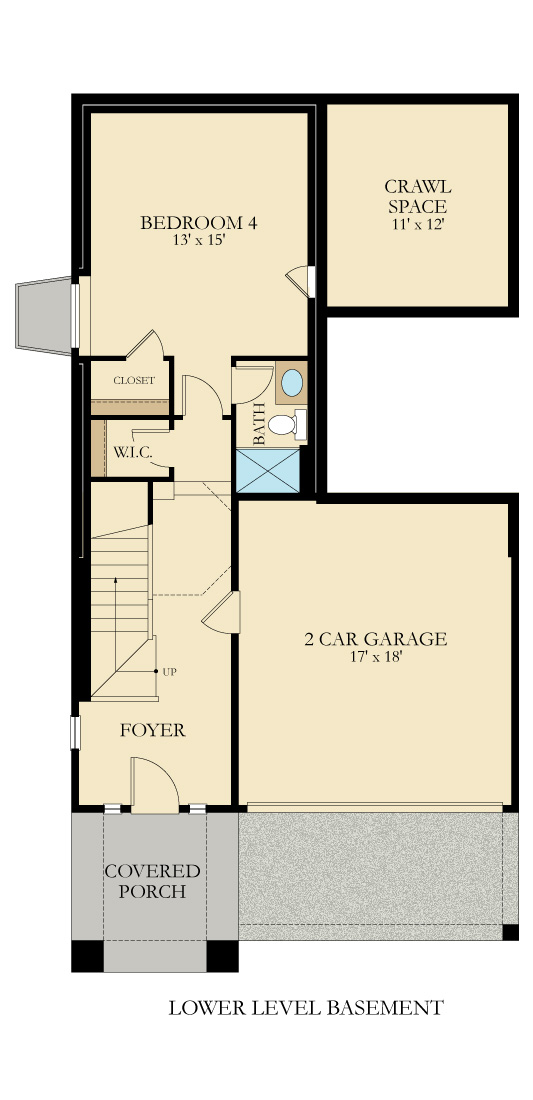 CRAWL
SPACE
11' x 12'
BEDROOM 4
13' x 15'
CLOSET
BATH
W.I.C.
2 CAR GARAGE
17' x 18'
UP
FOYER
COVERED
PORCH
LOWER LEVEL BASEMENT